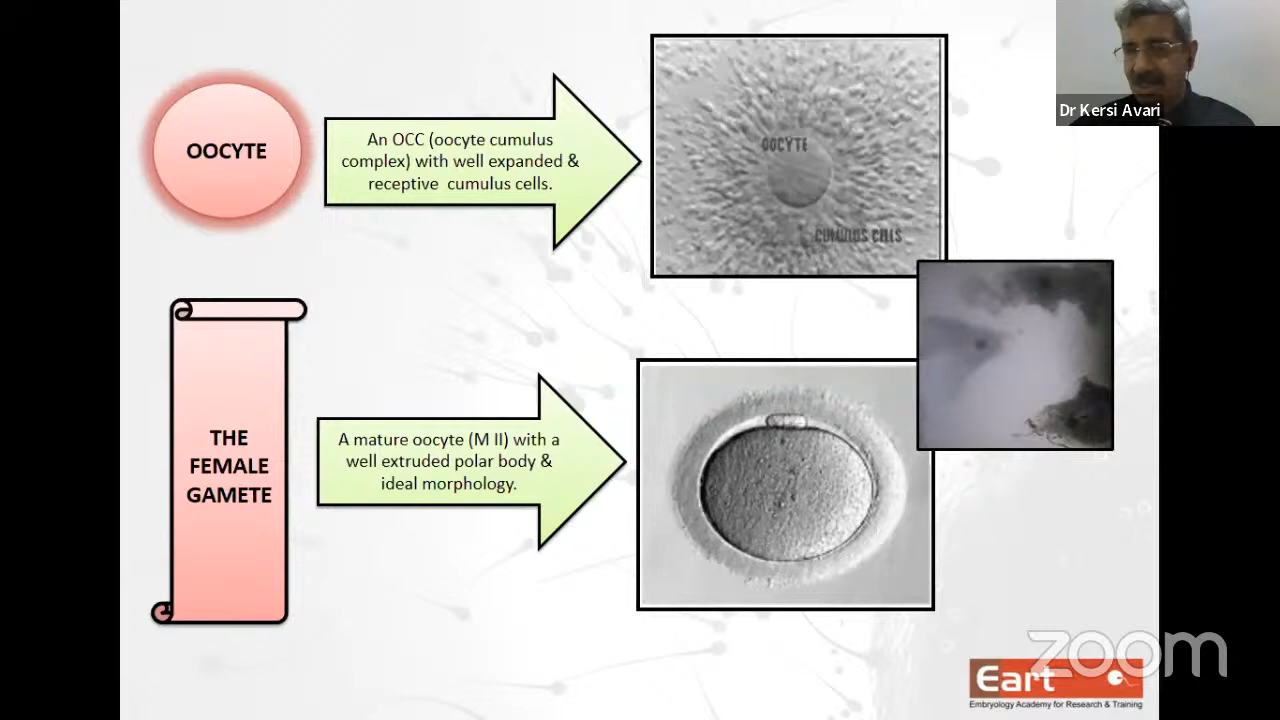 Dr Kersi Avari
OOCYTE
An OCC (oocyte cumulus
complex) with well expanded &
receptive cumulus cells.
OOCYTE
CUMULUS CELLS
THE
FEMALE
GAMETE
A mature oocyte (M II) with a
well extruded polar body &
ideal morphology.
zoom
Eart
Embryology Academy for Research & Training